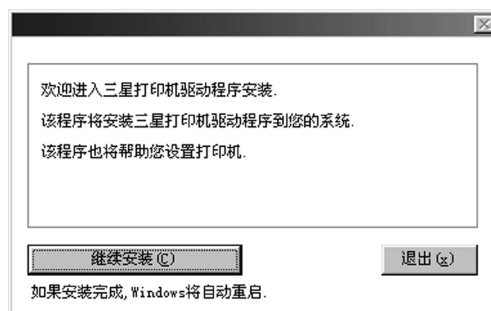 欢迎进入三星打印机驱动程序安装.
该程序将安装三星打印机驱动程序到您的系统.
该程序也将帮助您设置打印机.
继续安装(C)
退出(x)
如果安装完成,Windows将自动重启.